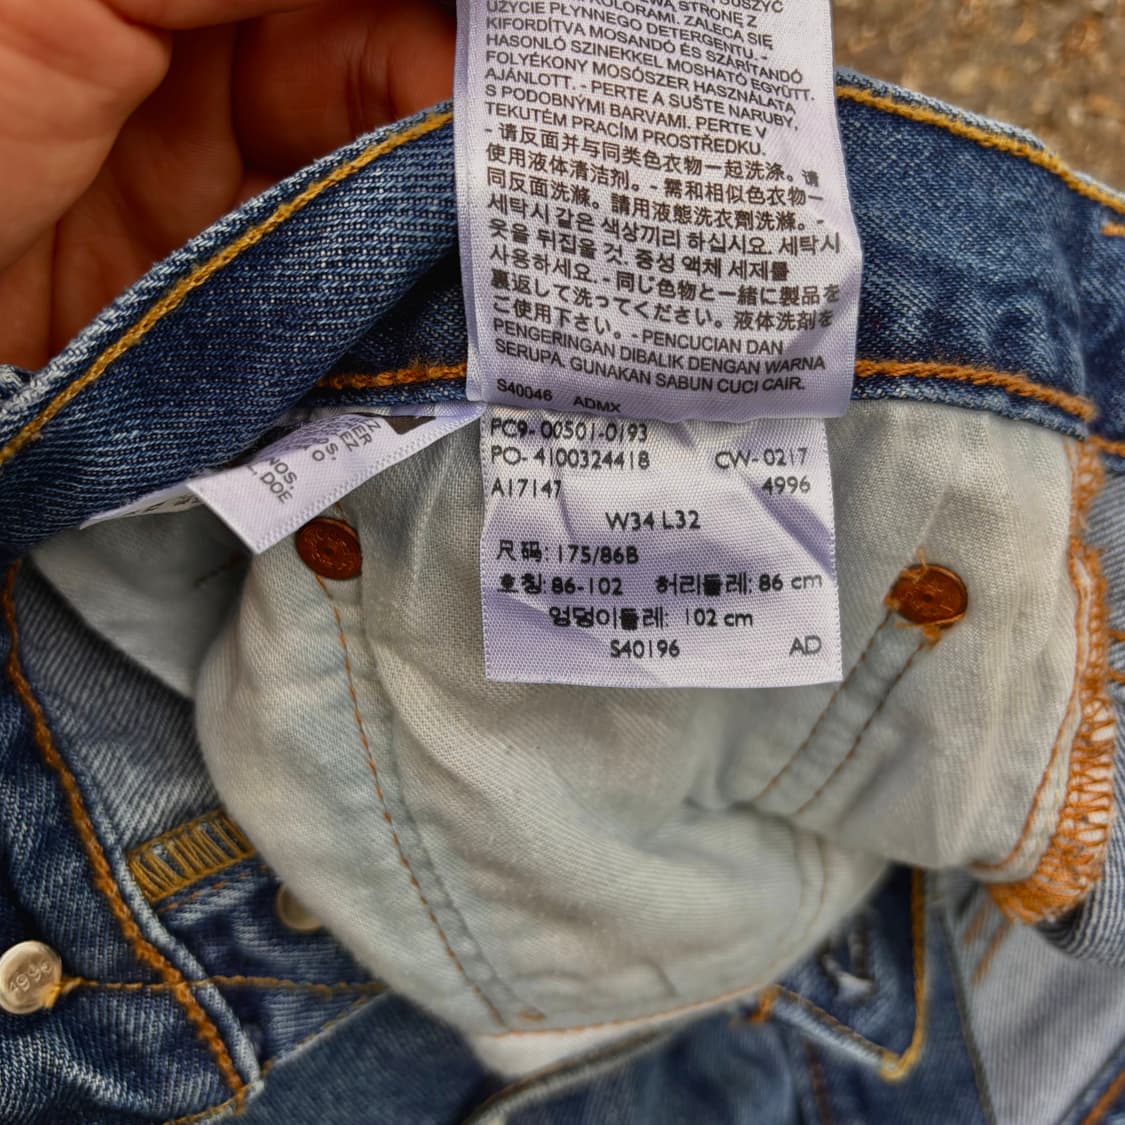 KOLORAMI. ZALECA SIĘ
UŻYCIE PŁYNNEGO DETERGENTU. -
KIFORDÍTVA MOSANDÓ ÉS SZÁRÍTANDÓ
HASONLÓ SZINEKKEL MOSHATÓ EGYÜTT.
FOLYÉKONY MOSÓSZER HASZNÁLATA
AJÁNLOTT. - PERTE A SUŠTE NARUBY,
S PODOBNÝMI BARVAMI. PERTE V
TEKUTÉM PRACÍM PROSTŘEDKU.
- 请反面并与同类色衣物一起洗涤。请
使用液体清洁剂。- 需和相似色衣物一
同反面洗滌。請用液態洗衣劑洗滌。-
세탁시 같은 색상끼리 하십시오. 세탁시
옷을 뒤집을 것. 중성 액체 세제를
사용하세요. - 同じ色物と一緒に製品を
裏返して洗ってください。液体洗剤を
ご使用下さい。- PENCUCIAN DAN
PENGERINGAN DIBALIK DENGAN WARNA
SERUPA. GUNAKAN SABUN CUCI CAIR.
S40046 ADMX
PC9-00501-0193
PO-4100324418 CW-0217
A17147 4996
W34 L32
尺码: 175/86B
호칭: 86-102 허리둘레: 86 cm
엉덩이둘레: 102 cm
S40196 AD
NOS.
L, DOE
4996